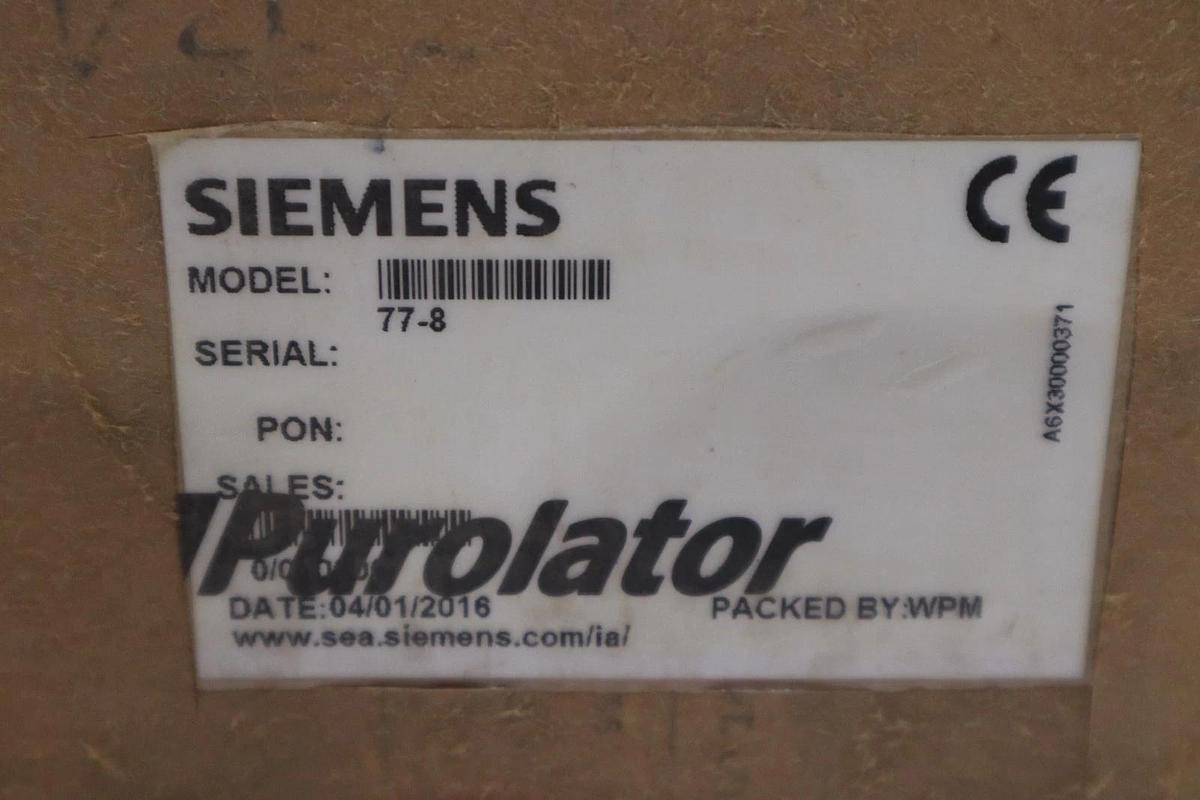 SIEMENS
CE
MODEL:
77-8
SERIAL:
A6X30000371
PON:
SALES:
Purolator
DATE:04/01/2016 PACKED BY:WPM
www.sea.siemens.com/ia/